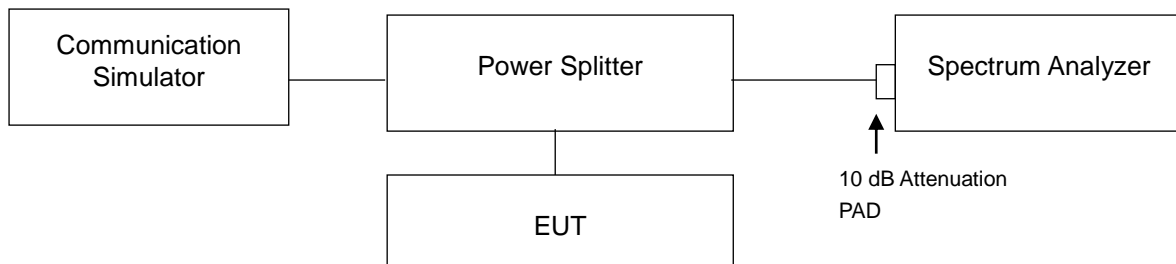 Communication
Simulator
Power Splitter
Spectrum Analyzer
10 dB Attenuation
PAD
EUT